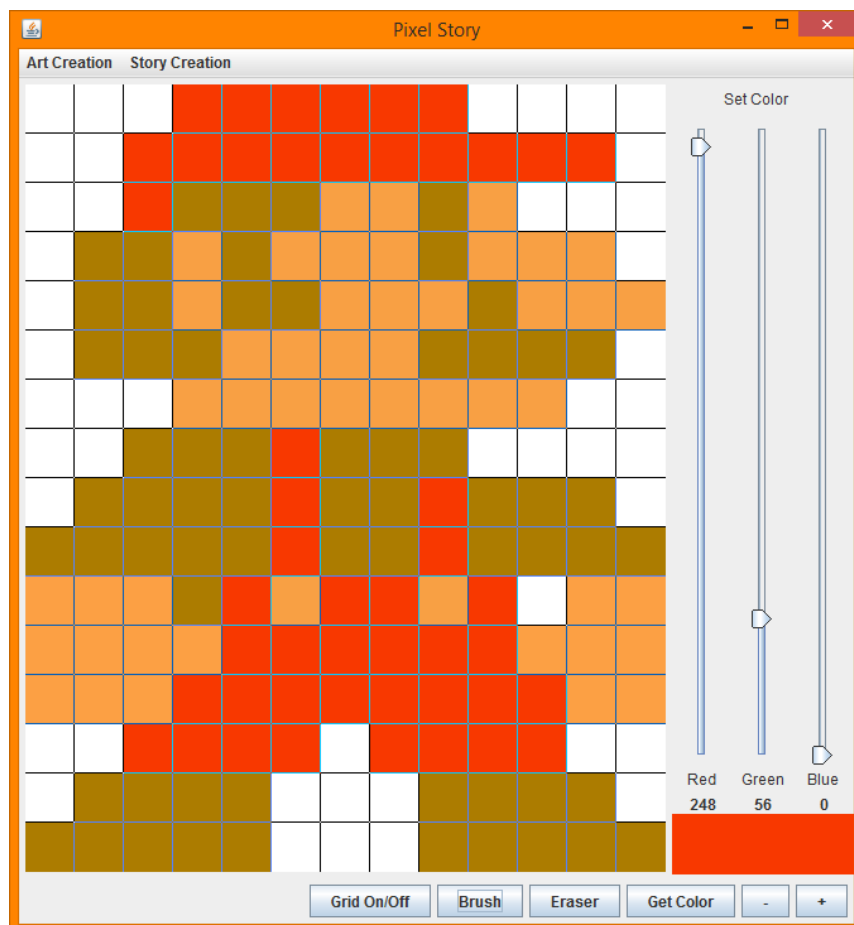 Pixel Story
Art Creation Story Creation
Set Color
Red Green Blue
248 56 0
Grid On/Off Brush Eraser Get Color - +